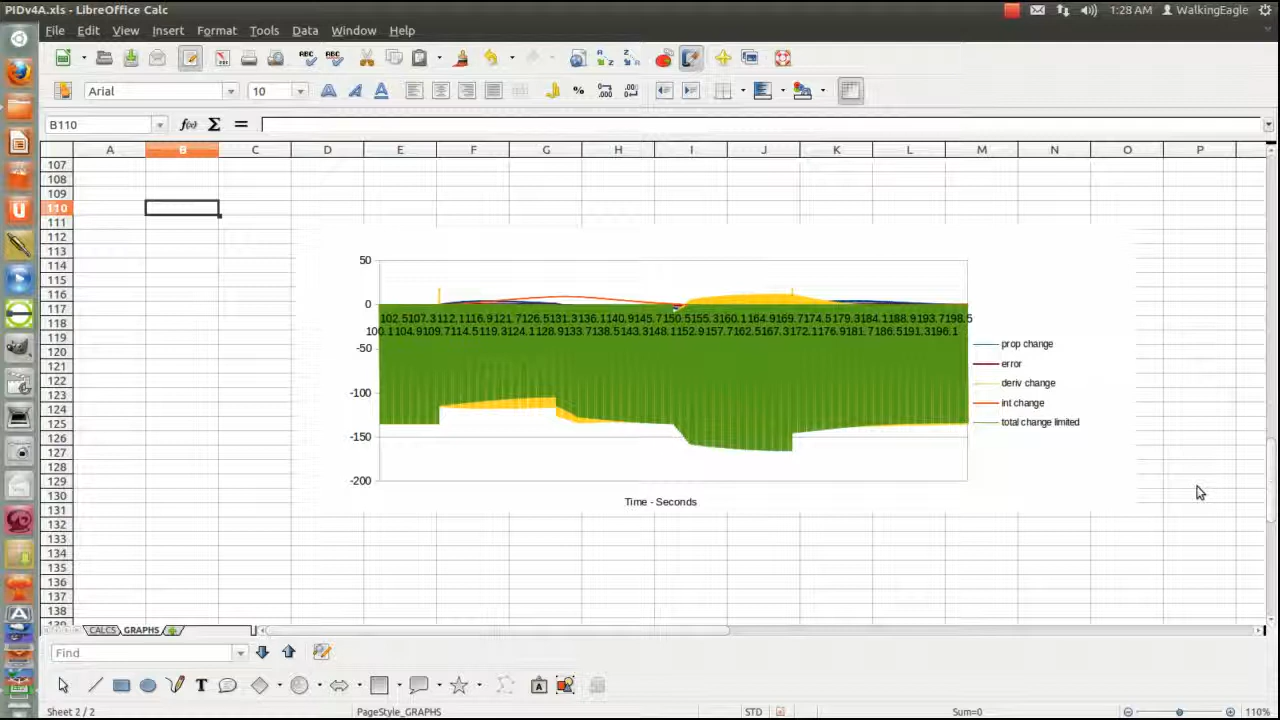 PIDv4A.xls - LibreOffice Calc
1:28 AM WalkingEagle
File Edit View Insert Format Tools Data Window Help
ABC ABC
Arial 10
B110 f(x) Σ =
A B C D E F G H I J K L M N O P
107
108
109
110
111
112
113
114
115
116
117
118
119
120
121
122
123
124
125
126
127
128
129
130
131
132
133
134
135
136
137
138
50
0
-50
-100
-150
-200
102.5107.3112.1116.9121.7126.5131.3136.1140.9145.7150.5155.3160.1164.9169.7174.5179.3184.1188.9193.7198.5
100.1104.9109.7114.5119.3124.1128.9133.7138.5143.3148.1152.9157.7162.5167.3172.1176.9181.7186.5191.3196.1
prop change
error
deriv change
int change
total change limited
Time - Seconds
CALCS GRAPHS
Find
Sheet 2 / 2 PageStyle_GRAPHS STD Sum=0 110%